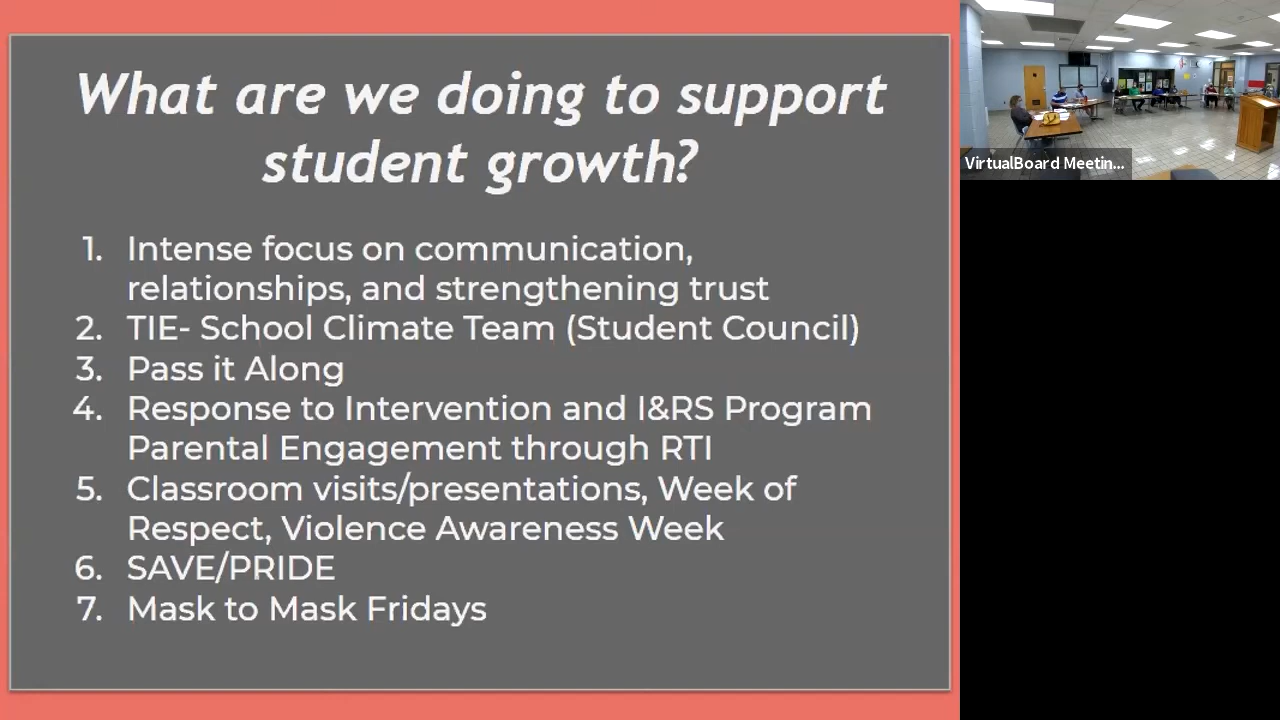 What are we doing to support
student growth?
1. Intense focus on communication,
relationships, and strengthening trust
2. TIE- School Climate Team (Student Council)
3. Pass it Along
4. Response to Intervention and I&RS Program
Parental Engagement through RTI
5. Classroom visits/presentations, Week of
Respect, Violence Awareness Week
6. SAVE/PRIDE
7. Mask to Mask Fridays
VirtualBoard Meetin...